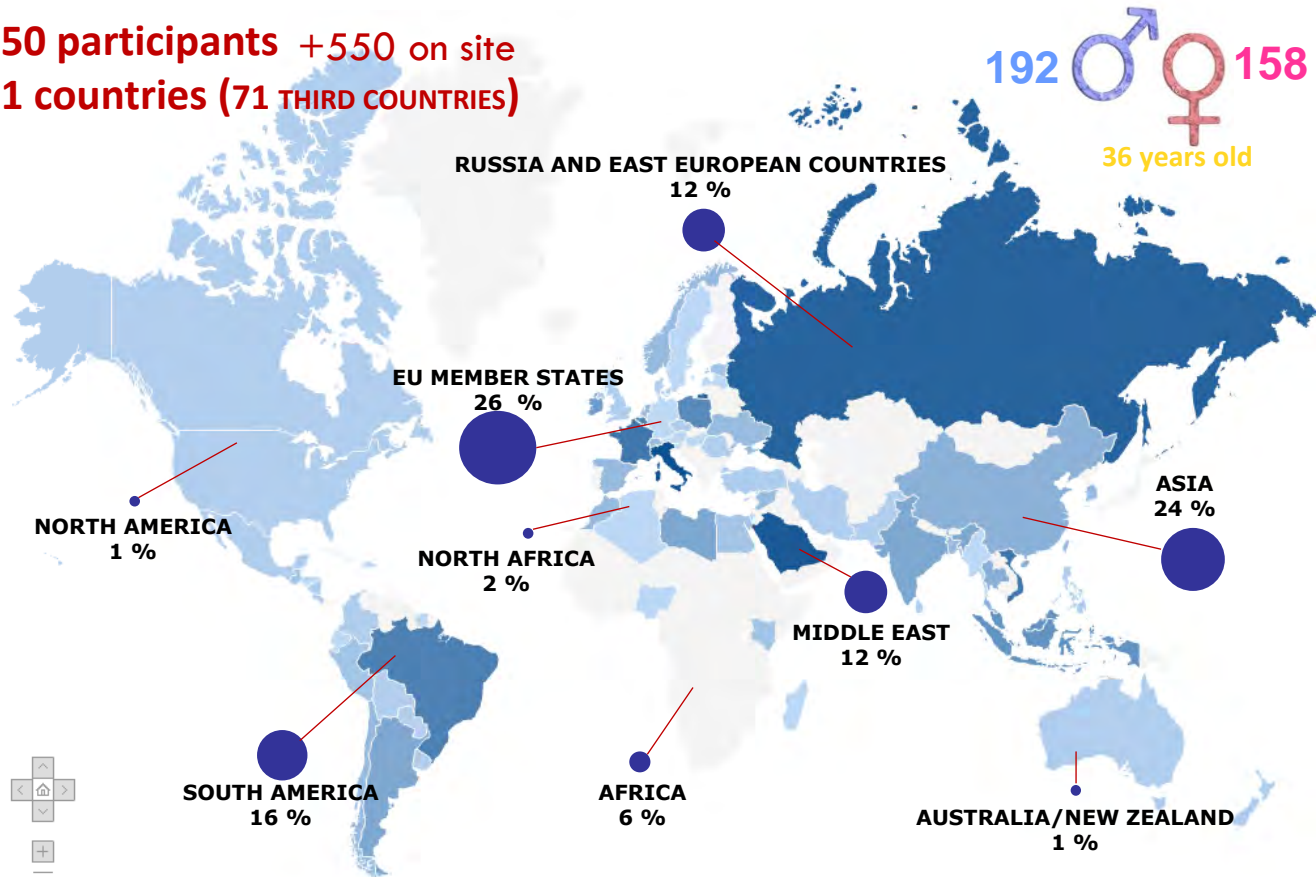 50 participants +550 on site
1 countries (71 THIRD COUNTRIES)
192
158
36 years old
RUSSIA AND EAST EUROPEAN COUNTRIES
12 %
EU MEMBER STATES
26 %
ASIA
24 %
NORTH AMERICA
1 %
NORTH AFRICA
2 %
MIDDLE EAST
12 %
SOUTH AMERICA
16 %
AFRICA
6 %
AUSTRALIA/NEW ZEALAND
1 %